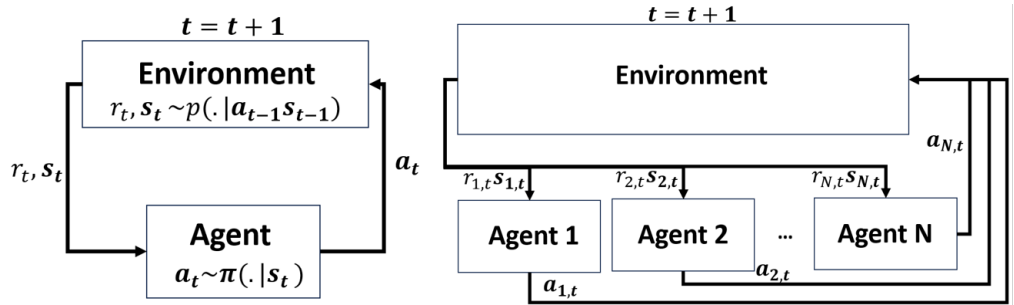 t = t + 1
Environment
r_t, s_t ~p(. |a_{t−1}s_{t−1})
r_t, s_t
a_t
Agent
a_t~π(. |s_t)
t = t + 1
Environment
a_{N,t}
r_{1,t}s_{1,t}
r_{2,t}s_{2,t}
r_{N,t}s_{N,t}
Agent 1
Agent 2
...
Agent N
a_{1,t}
a_{2,t}